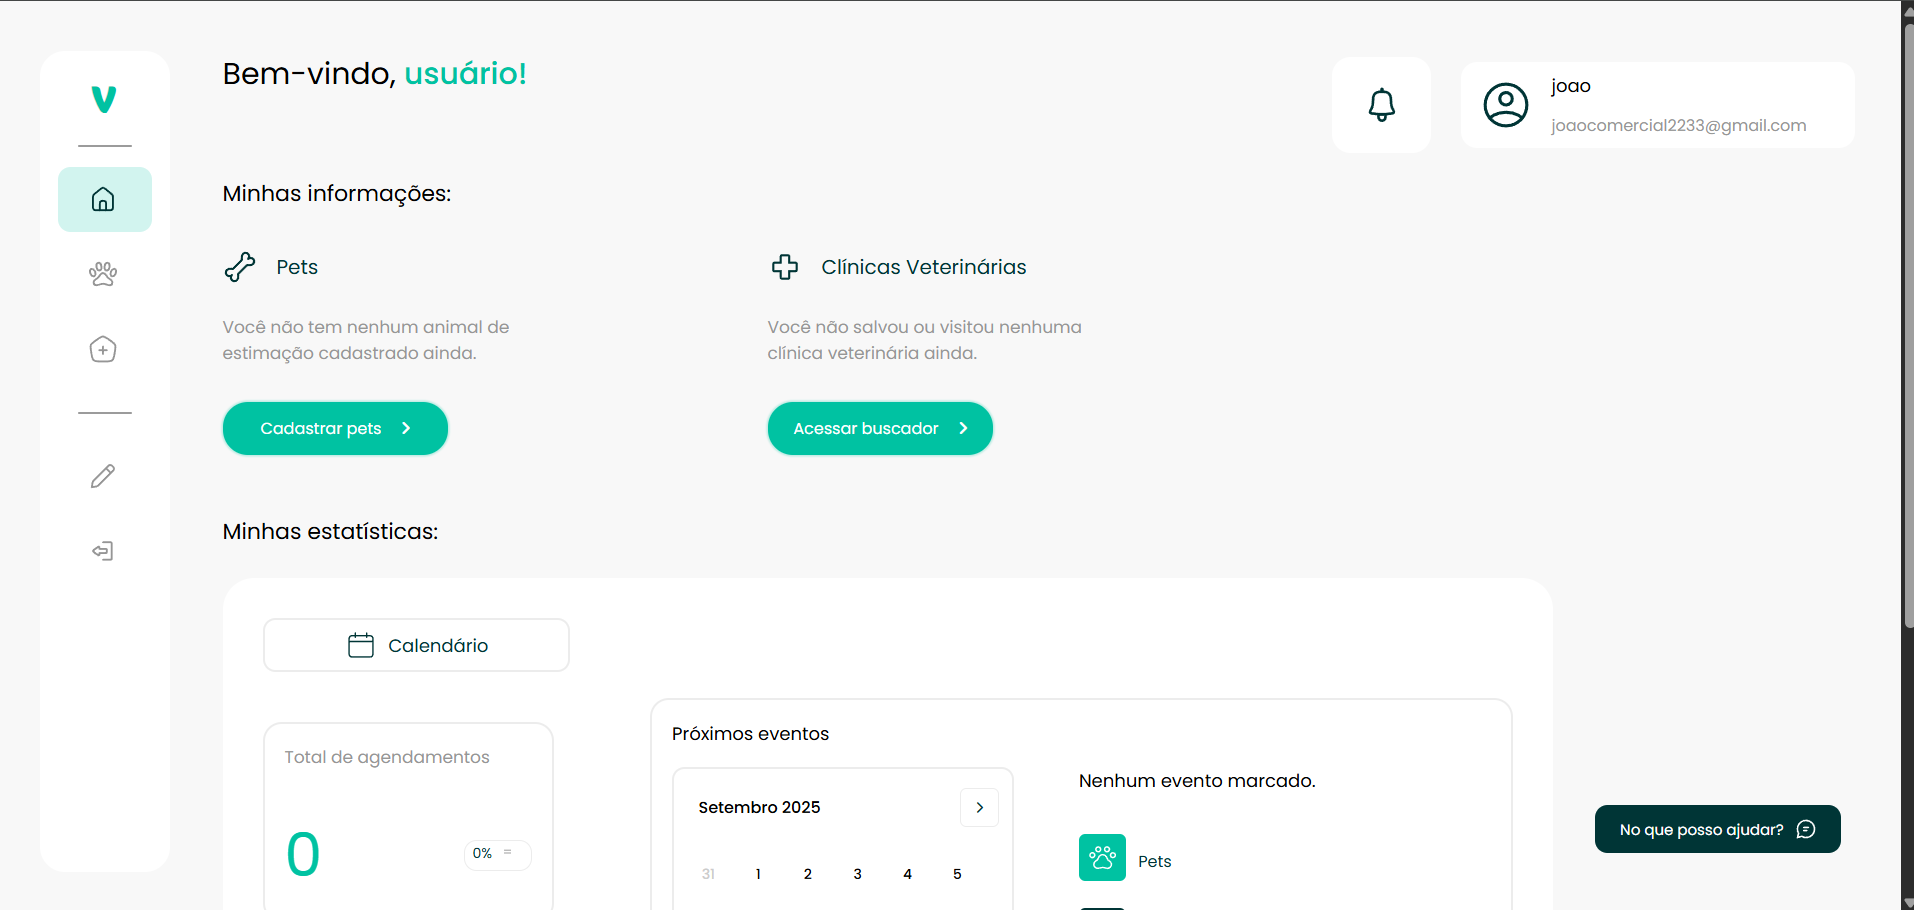 Bem-vindo, usuário!
joao
joaocomercial2233@gmail.com
Minhas informações:
Pets
Você não tem nenhum animal de
estimação cadastrado ainda.
Cadastrar pets
Clínicas Veterinárias
Você não salvou ou visitou nenhuma
clínica veterinária ainda.
Acessar buscador
Minhas estatísticas:
Calendário
Total de agendamentos
0
0% =
Próximos eventos
Setembro 2025
31 1 2 3 4 5
Nenhum evento marcado.
Pets
No que posso ajudar?